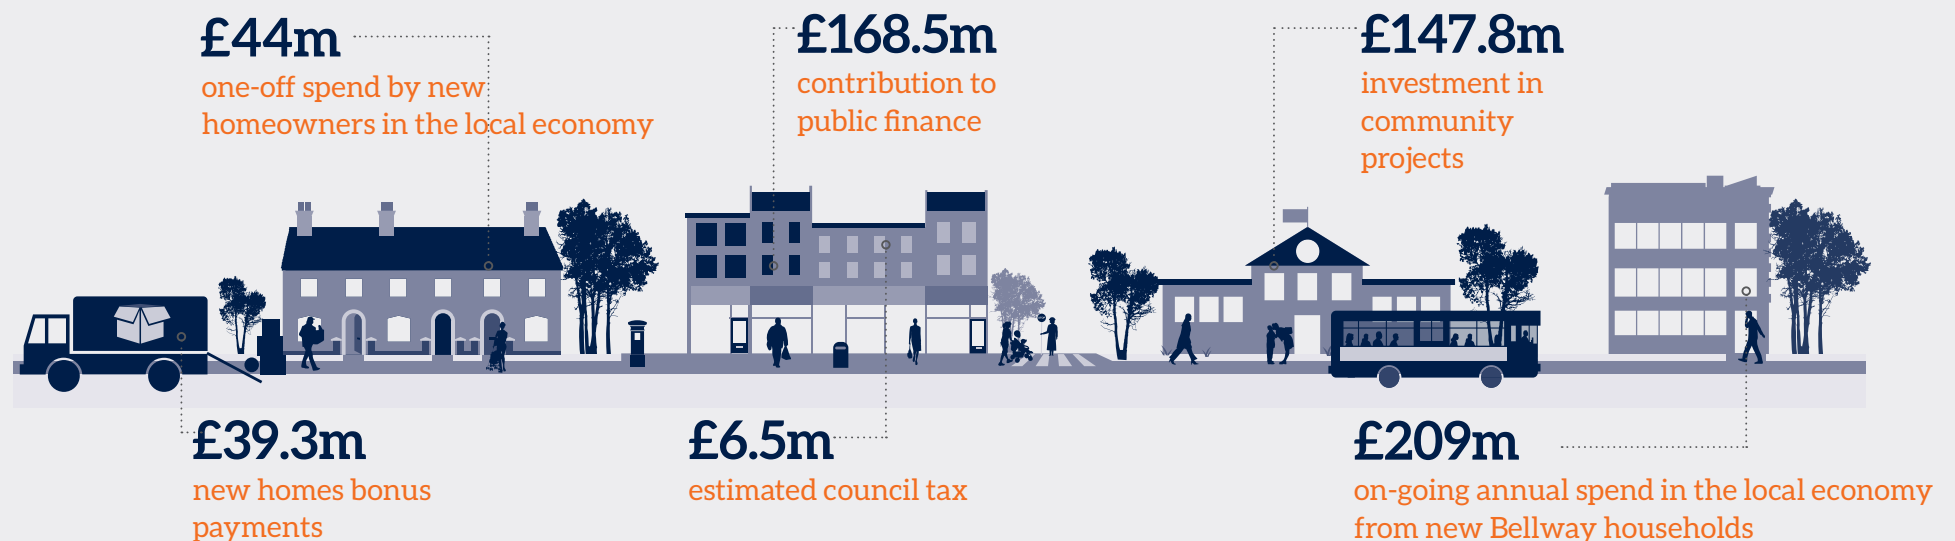 £44m
one-off spend by new
homeowners in the local economy
£168.5m
contribution to
public finance
£147.8m
investment in
community
projects
£39.3m
new homes bonus
payments
£6.5m
estimated council tax
£209m
on-going annual spend in the local economy
from new Bellway households